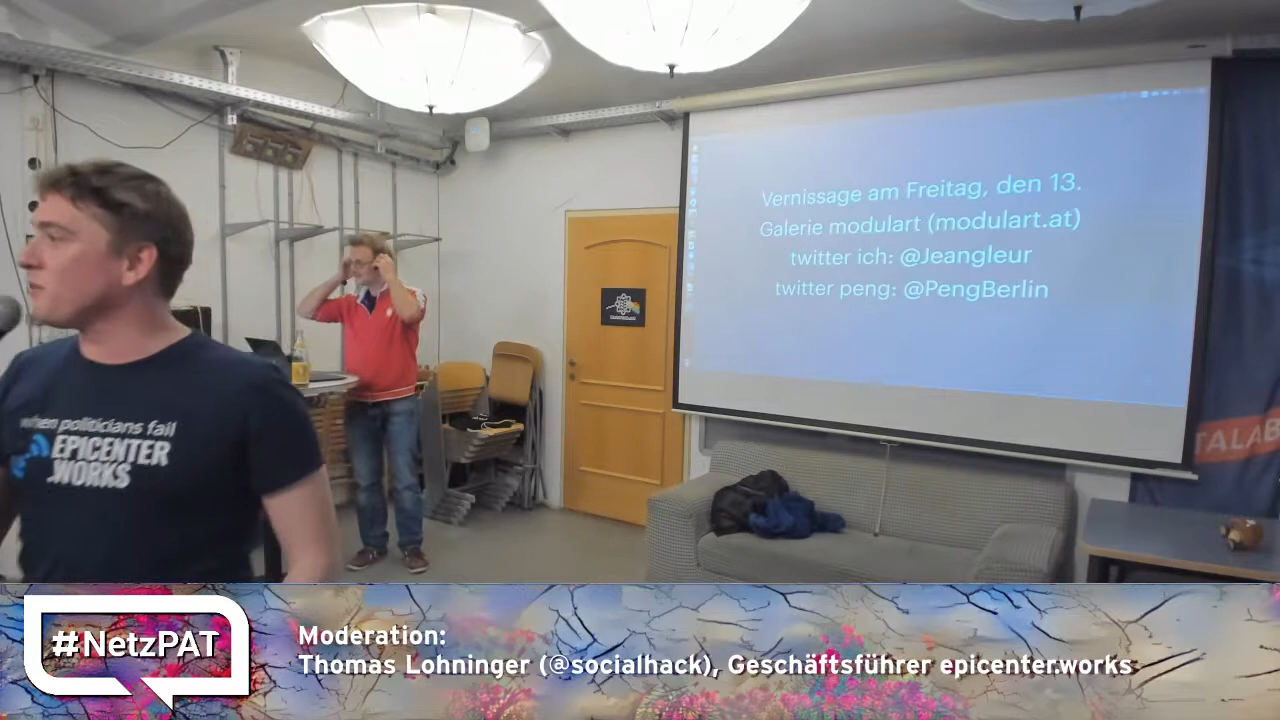 Vernissage am Freitag, den 13.
Galerie modulart (modulart.at)
twitter ich: @Jeangleur
twitter peng: @PengBerlin
when politicians fail
EPICENTER
.WORKS
TALAB
#NetzPAT
Moderation:
Thomas Lohninger (@socialhack), Geschäftsführer epicenter.works